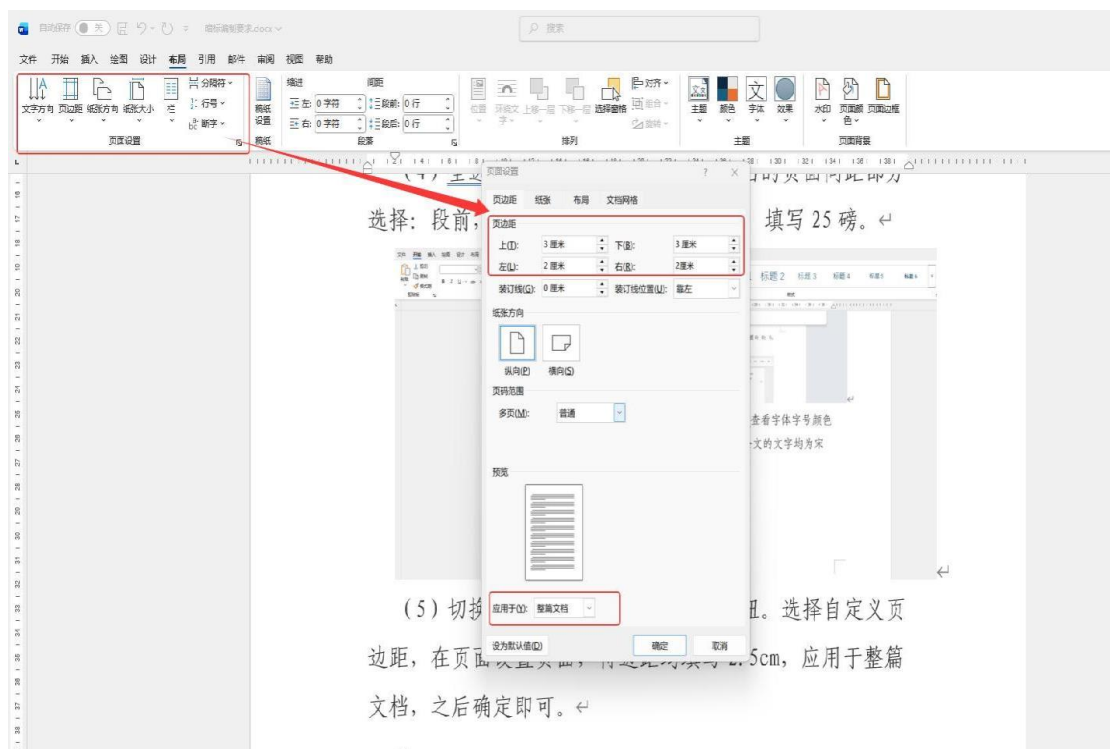 自动保存 关 暗标编制要求.docx
搜索
文件 开始 插入 绘图 设计 布局 引用 邮件 审阅 视图 帮助
文字方向 页边距 纸张方向 纸张大小 栏
分隔符
行号
断字
页面设置
稿纸设置
稿纸
缩进 间距
左: 0 字符 段前: 0 行
右: 0 字符 段后: 0 行
段落
位置 环绕文字 上移一层 下移一层 选择窗格
对齐
组合
旋转
排列
主题 颜色 字体 效果
主题
水印 页面颜色 页面边框
页面背景
选择: 段前, 填写 25 磅。
页面设置 ? X
页边距 纸张 布局 文档网格
页边距
上(T): 3 厘米 下(B): 3 厘米
左(L): 2 厘米 右(R): 2厘米
装订线(G): 0 厘米 装订线位置(U): 靠左
纸张方向
纵向(P) 横向(S)
页码范围
多页(M): 普通
预览
应用于(Y): 整篇文档
设为默认值(D) 确定 取消
标题 2 标题 3 标题 4 标题 5 标题 6
查看字体字号颜色
文的文字均为宋
(5) 切换 选择自定义页
边距, 在页面设置页面, 5cm, 应用于整篇
文档, 之后确定即可。